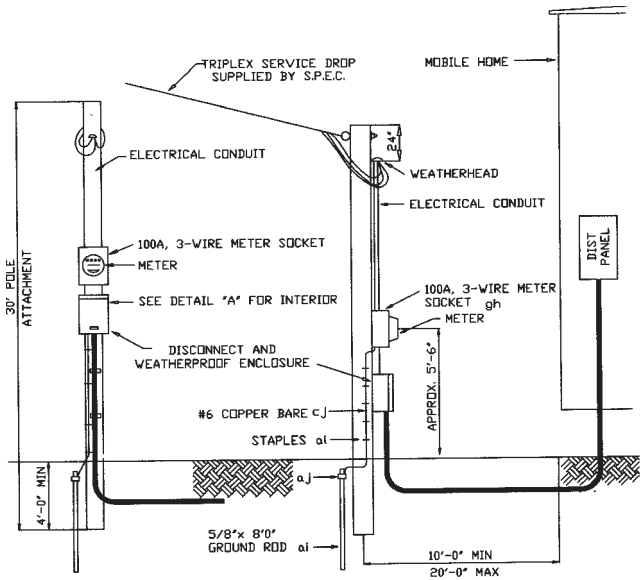 TRIPLEX SERVICE DROP
SUPPLIED BY S.P.E.C.
MOBILE HOME
24"
ELECTRICAL CONDUIT
WEATHERHEAD
ELECTRICAL CONDUIT
DIST
PANEL
100A, 3-WIRE METER SOCKET
METER
30' POLE
ATTACHMENT
SEE DETAIL "A" FOR INTERIOR
100A, 3-WIRE METER
SOCKET gh
METER
DISCONNECT AND
WEATHERPROOF ENCLOSURE
APPROX. 5'-6"
#6 COPPER BARE cj
STAPLES ai
4'-0" MIN
aj
5/8"x 8'0"
GROUND ROD ai
10'-0" MIN
20'-0" MAX